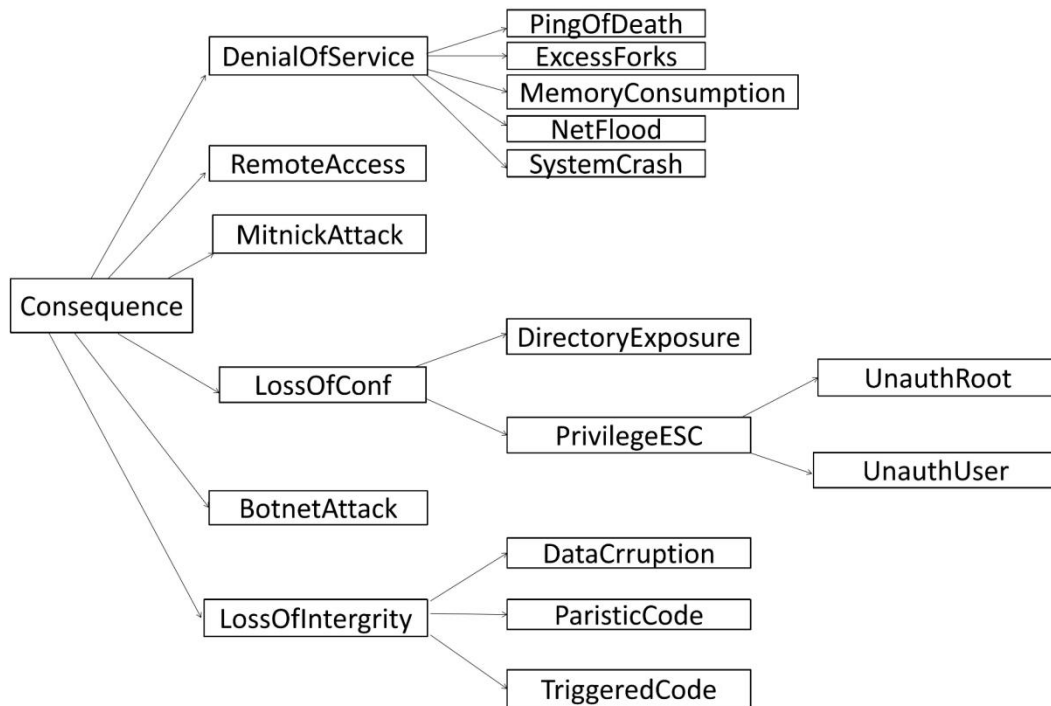 PingOfDeath
DenialOfService
ExcessForks
MemoryConsumption
NetFlood
RemoteAccess
SystemCrash
MitnickAttack
Consequence
DirectoryExposure
LossOfConf
UnauthRoot
PrivilegeESC
UnauthUser
BotnetAttack
DataCrruption
LossOfIntergrity
ParisticCode
TriggeredCode